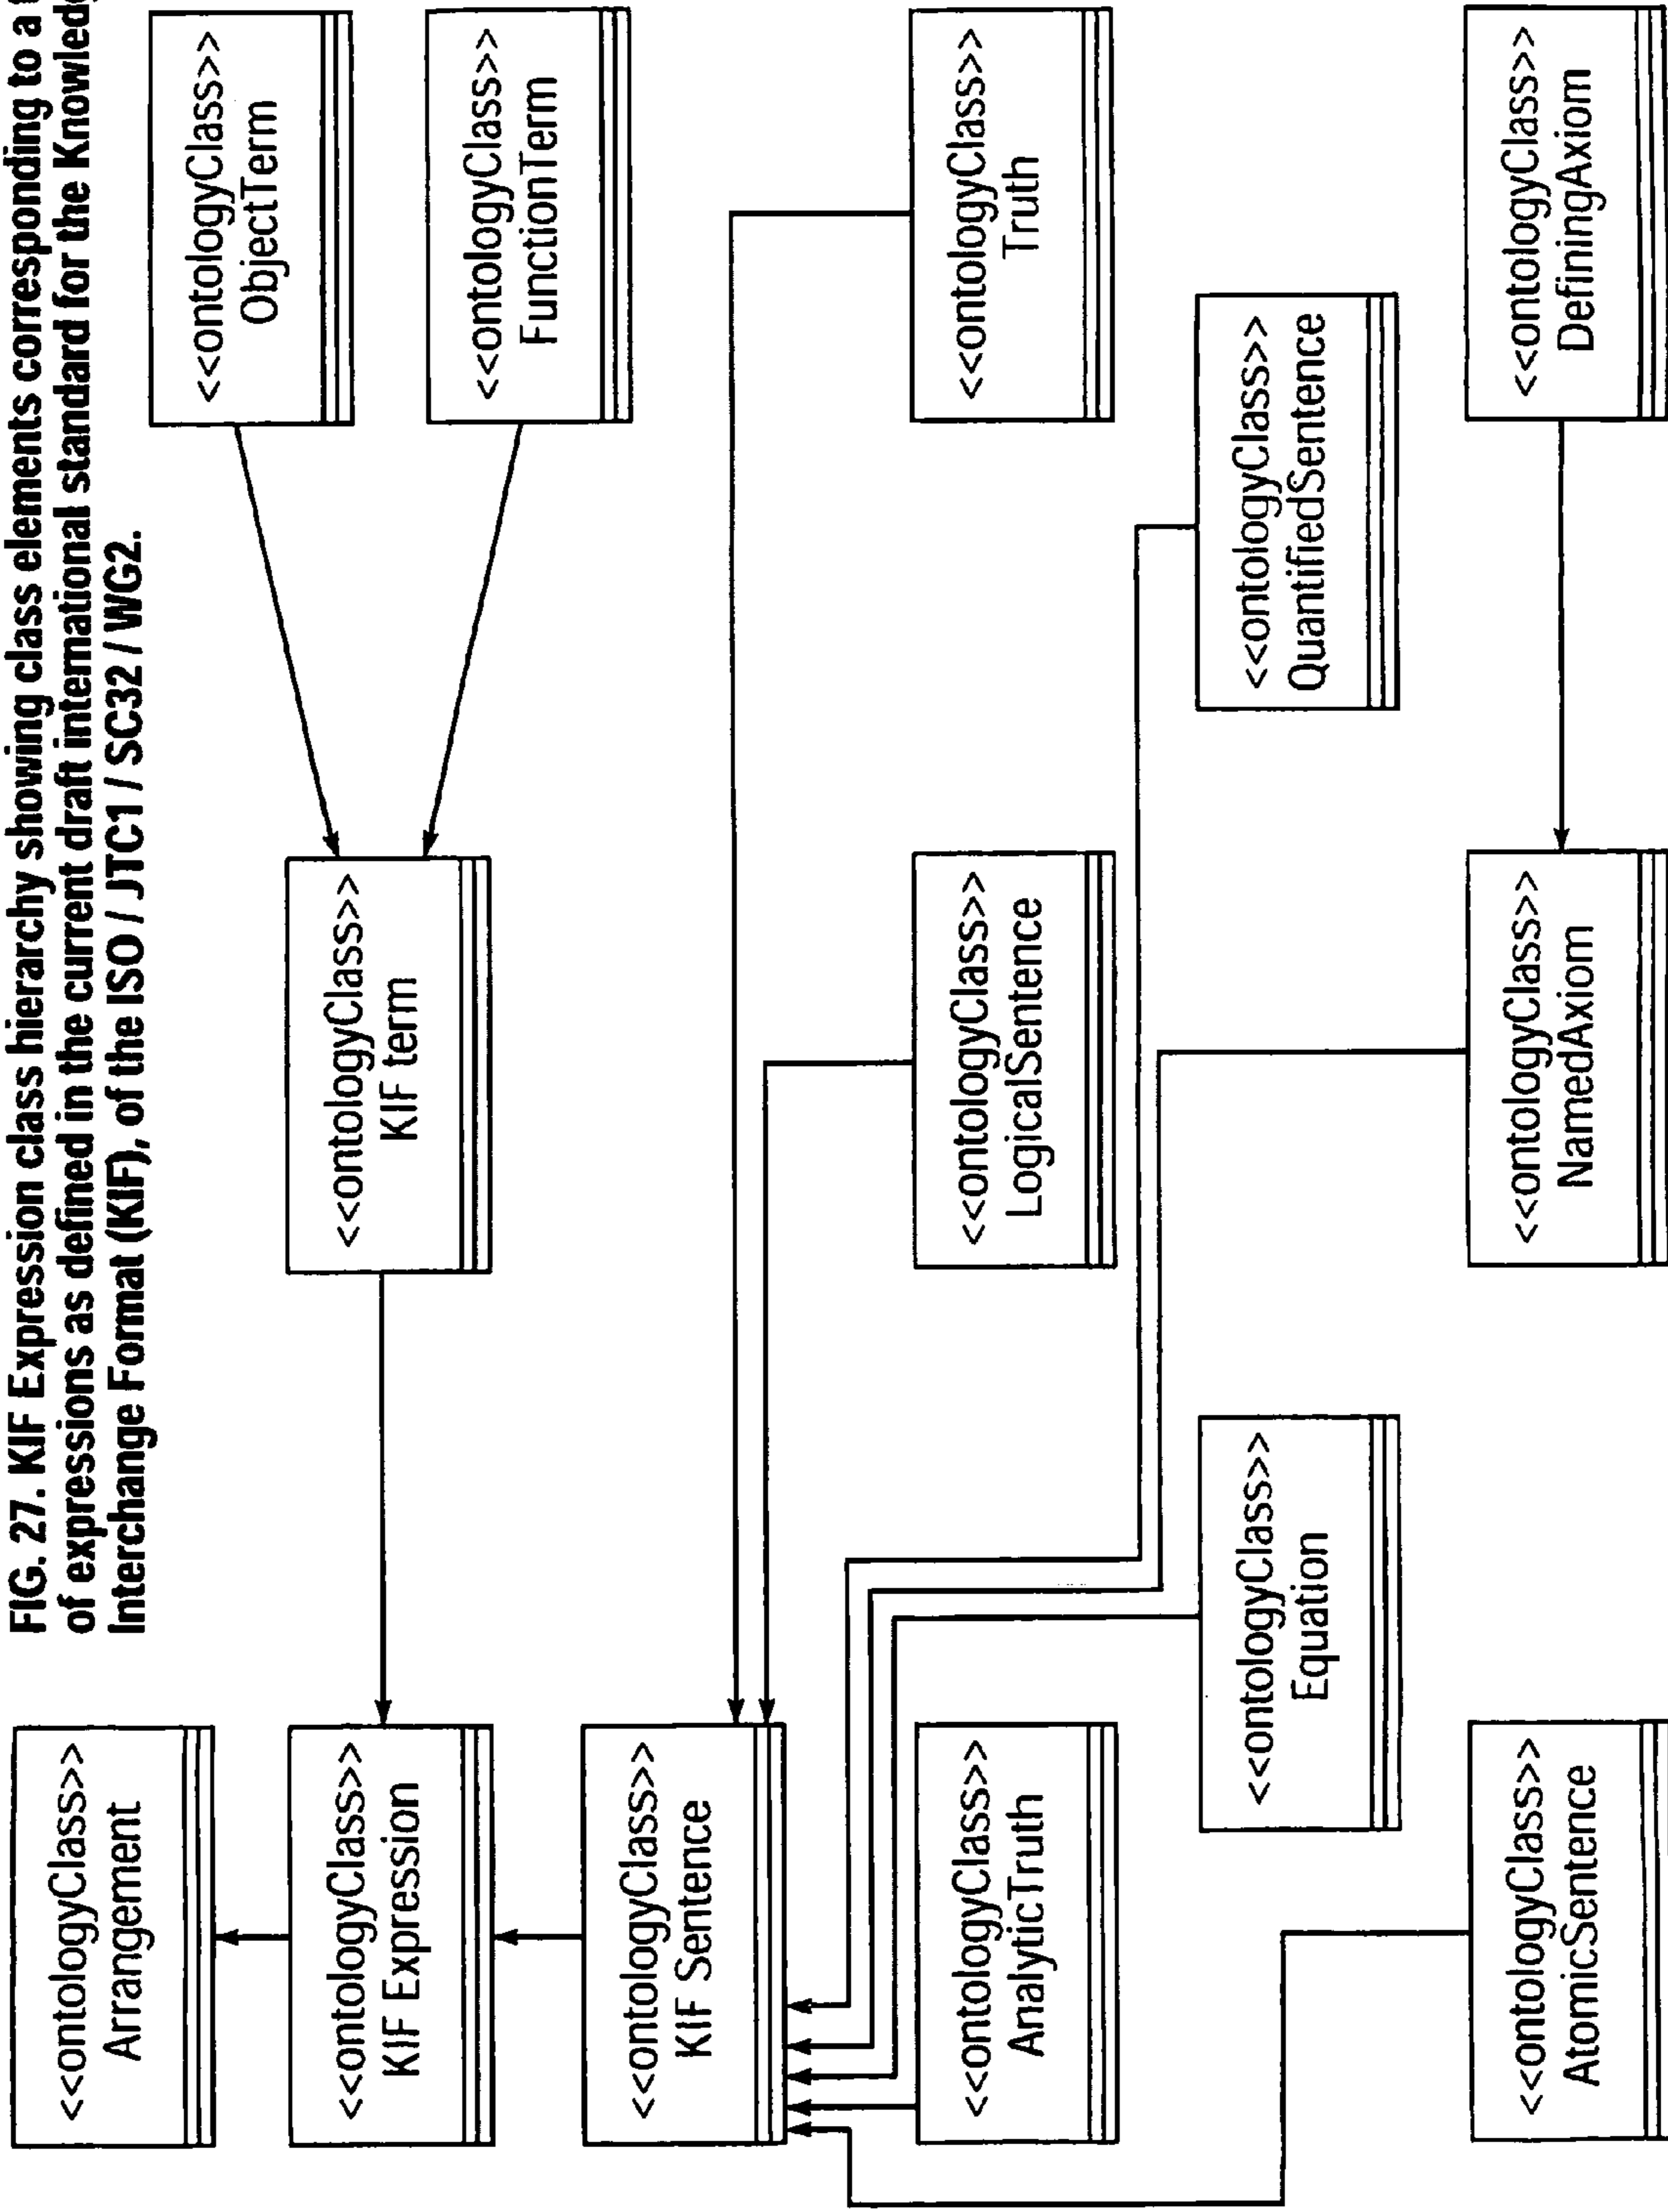 FIG. 27. KIF Expression class hierarchy showing class elements corresponding to a
of expressions as defined in the current draft international standard for the Knowledg
Interchange Format (KIF), of the ISO / JTC1 / SC32 / WG2.
<<ontologyClass>>
Arrangement
<<ontologyClass>>
ObjectTerm
<<ontologyClass>>
KIF Expression
<<ontologyClass>>
KIF term
<<ontologyClass>>
FunctionTerm
<<ontologyClass>>
KIF Sentence
<<ontologyClass>>
AnalyticTruth
<<ontologyClass>>
LogicalSentence
<<ontologyClass>>
Truth
<<ontologyClass>>
Equation
<<ontologyClass>>
QuantifiedSentence
<<ontologyClass>>
AtomicSentence
<<ontologyClass>>
NamedAxiom
<<ontologyClass>>
DefiningAxiom